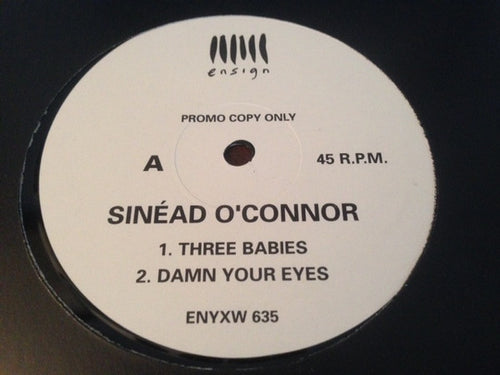 ensign
PROMO COPY ONLY
A 45 R.P.M.
SINÉAD O'CONNOR
1. THREE BABIES
2. DAMN YOUR EYES
ENYXW 635